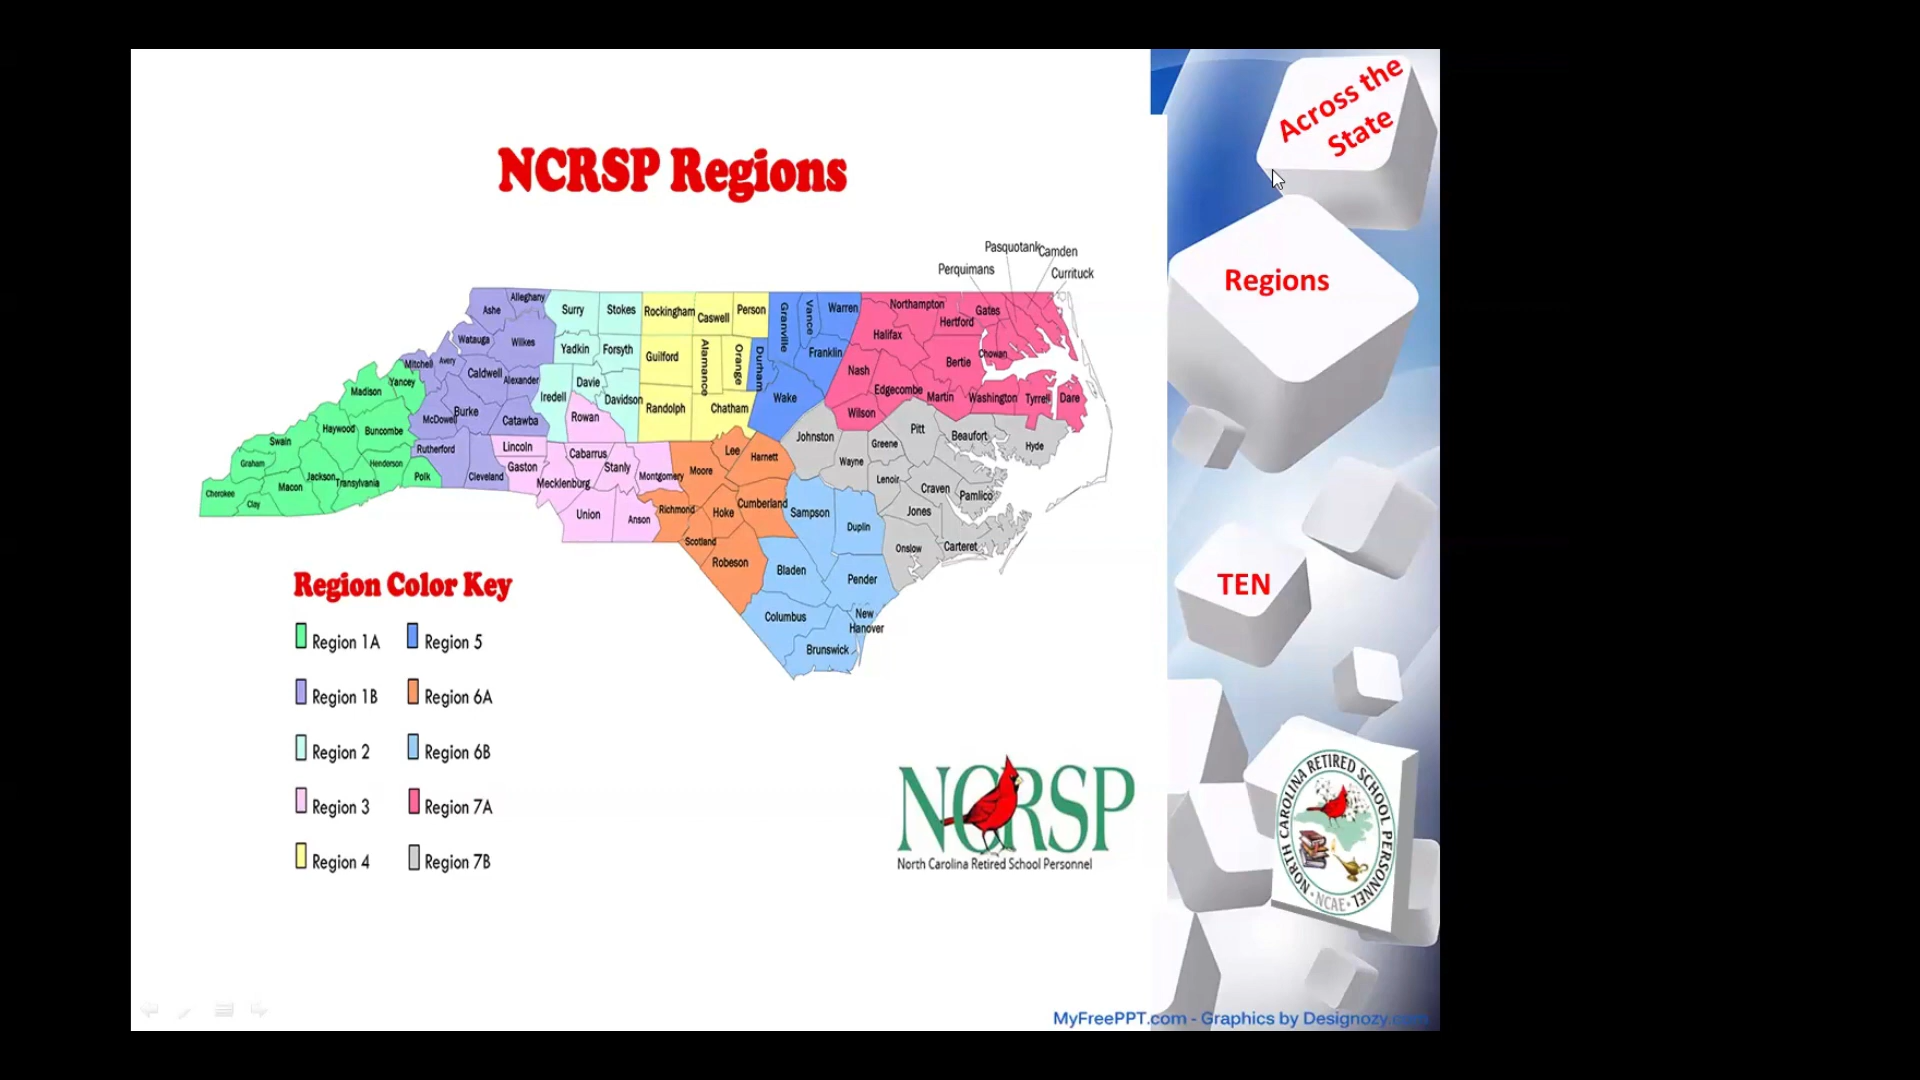 Across the
State
NCRSP Regions
Regions
Pasquotank
Camden
Perquimans
Currituck
Alleghany
Ashe
Surry
Stokes
Rockingham
Caswell
Person
Granville
Vance
Warren
Northampton
Hertford
Gates
Halifax
Watauga
Wilkes
Yadkin
Forsyth
Guilford
Alamance
Orange
Durham
Franklin
Bertie
Chowan
Mitchell
Avery
Caldwell
Alexander
Davie
Nash
Edgecombe
Martin
Washington
Tyrrell
Dare
Madison
Yancey
Iredell
Davidson
Randolph
Chatham
Wake
Wilson
McDowell
Burke
Catawba
Rowan
Swain
Haywood
Buncombe
Rutherford
Lincoln
Cabarrus
Lee
Harnett
Johnston
Greene
Pitt
Beaufort
Hyde
Graham
Henderson
Gaston
Stanly
Montgomery
Moore
Wayne
Lenoir
Craven
Pamlico
Cherokee
Clay
Macon
Jackson
Transylvania
Polk
Cleveland
Mecklenburg
Union
Anson
Richmond
Hoke
Cumberland
Sampson
Duplin
Jones
Scotland
Robeson
Onslow
Carteret
Bladen
Pender
Columbus
New
Hanover
Brunswick
TEN
Region Color Key
Region 1A
Region 5
Region 1B
Region 6A
Region 2
Region 6B
Region 3
Region 7A
Region 4
Region 7B
NCRSP
North Carolina Retired School Personnel
NORTH CAROLINA RETIRED SCHOOL PERSONNEL
• NCAE •
MyFreePPT.com - Graphics by Designozy.com